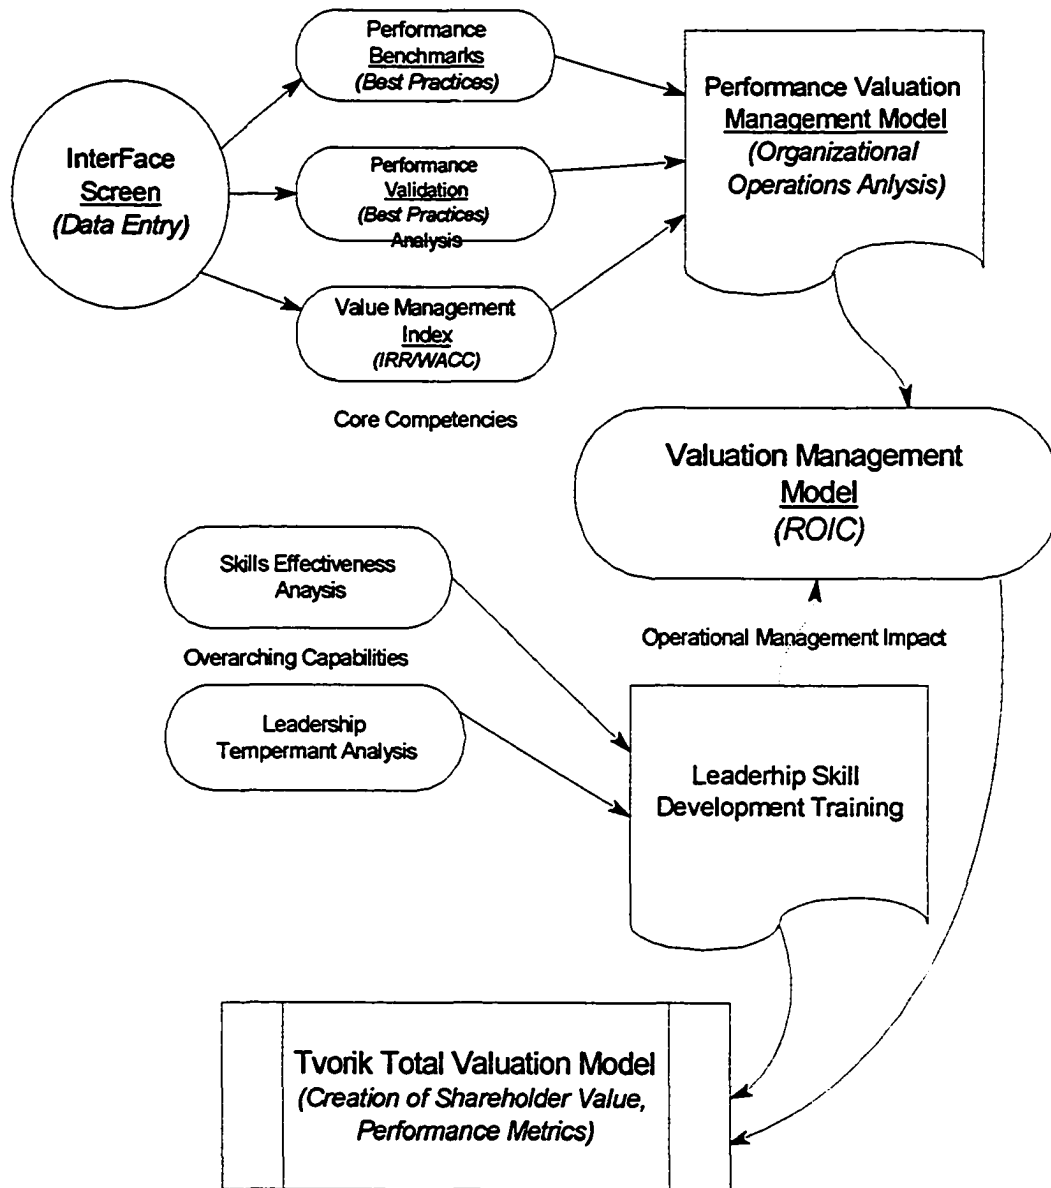 Performance
Benchmarks
(Best Practices)
Performance Valuation
Management Model
(Organizational
Operations Anlysis)
InterFace
Screen
(Data Entry)
Performance
Validation
(Best Practices)
Analysis
Value Management
Index
(IRR/WACC)
Core Competencies
Valuation Management
Model
(ROIC)
Skills Effectiveness
Anaysis
Overarching Capabilities
Operational Management Impact
Leadership
Tempermant Analysis
Leaderhip Skill
Development Training
Tvorik Total Valuation Model
(Creation of Shareholder Value,
Performance Metrics)